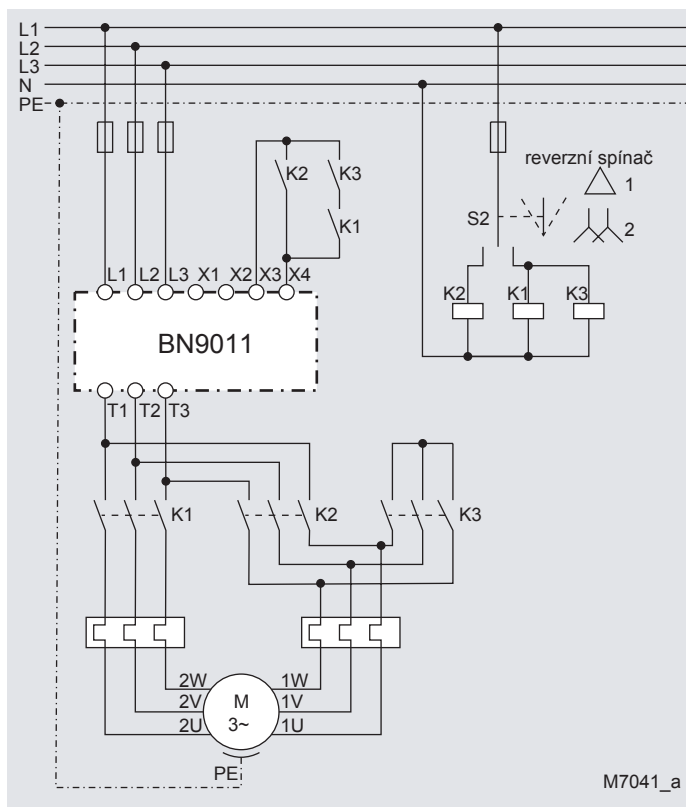 L1
L2
L3
N
PE
reverzní spínač
K2
K3
1
S2
K1
2
L1 L2 L3 X1 X2 X3 X4
K2 K1 K3
BN9011
T1 T2 T3
K1
K2
K3
2W
1W
M
2V
1V
3~
2U
1U
PE
M7041_a